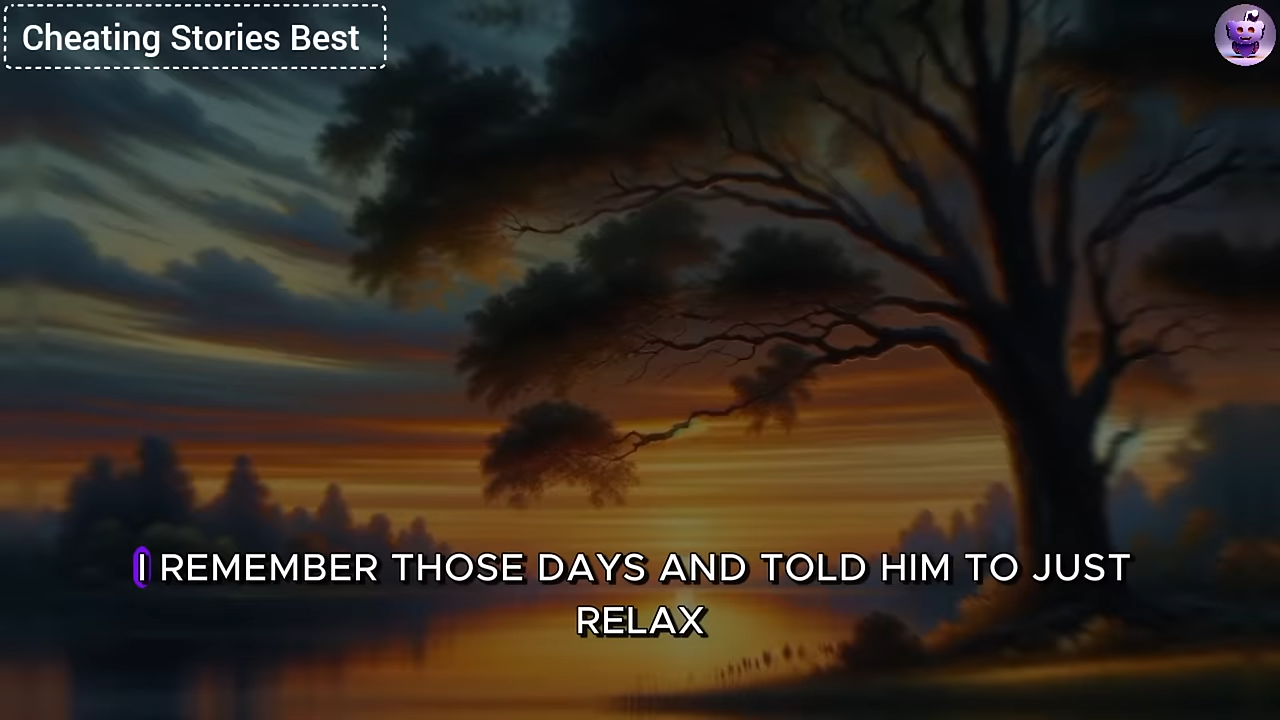 Cheating Stories Best
I REMEMBER THOSE DAYS AND TOLD HIM TO JUST
RELAX